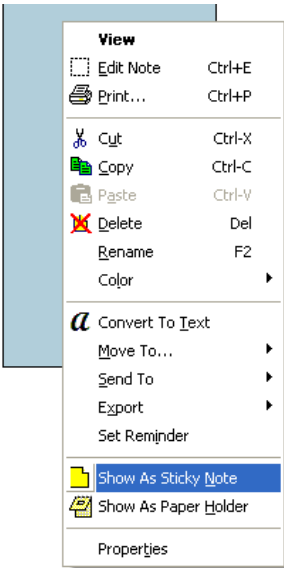 View
Edit Note Ctrl+E
Print... Ctrl+P
Cut Ctrl-X
Copy Ctrl-C
Paste Ctrl-V
Delete Del
Rename F2
Color
Convert To Text
Move To...
Send To
Export
Set Reminder
Show As Sticky Note
Show As Paper Holder
Properties